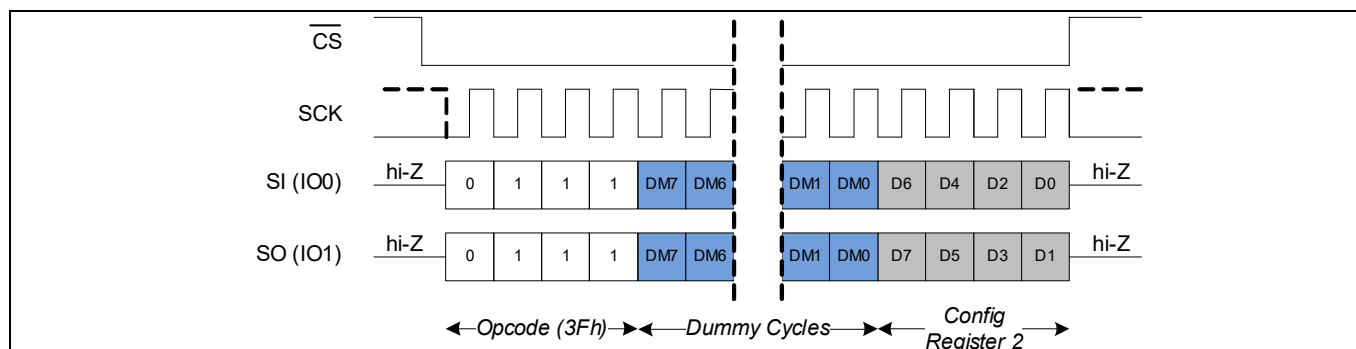 CS
SCK
SI (IO0) hi-Z 0 1 1 1 DM7 DM6 DM1 DM0 D6 D4 D2 D0 hi-Z
SO (IO1) hi-Z 0 1 1 1 DM7 DM6 DM1 DM0 D7 D5 D3 D1 hi-Z
Opcode (3Fh) Dummy Cycles Config
Register 2